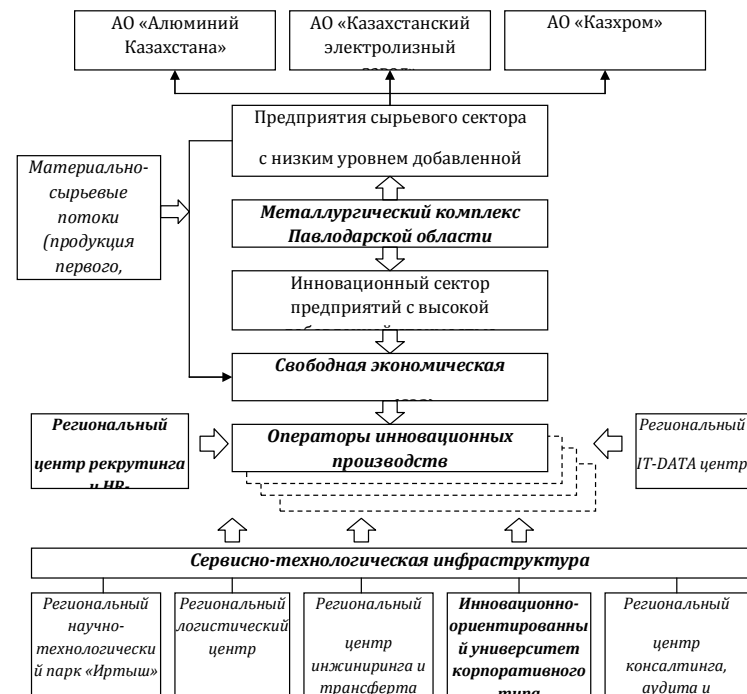 АО «Алюминий
Казахстана»
АО «Казахстанский
электролизный
АО «Казхром»
Предприятия сырьевого сектора
с низким уровнем добавленной
Материально-
сырьевые
потоки
(продукция
первого,
Металлургический комплекс
Павлодарской области
Инновационный сектор
предприятий с высокой
Свободная экономическая
Региональный
центр рекрутинга
и HR-
Операторы инновационных
производств
Региональный
IT-DATA центр
Сервисно-технологическая инфраструктура
Региональный
научно-
технологически
й парк «Иртыш»
Региональный
логистический
центр
Региональный
центр
инжиниринга и
трансферта
Инновационно-
ориентированны
й университет
корпоративного
типа
Региональный
центр
консалтинга,
аудита и